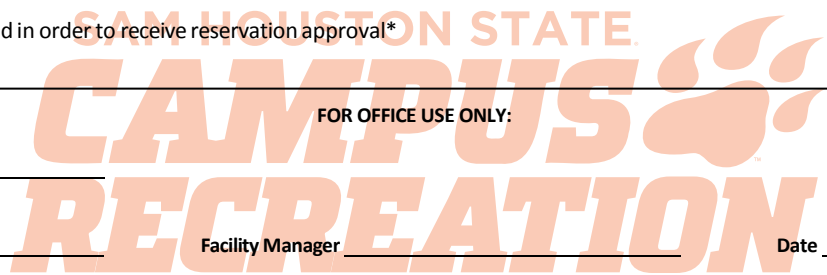 SAM HOUSTON STATE
d in order to receive reservation approval*
CAMPUS
FOR OFFICE USE ONLY:
RECREATION
Facility Manager
Date